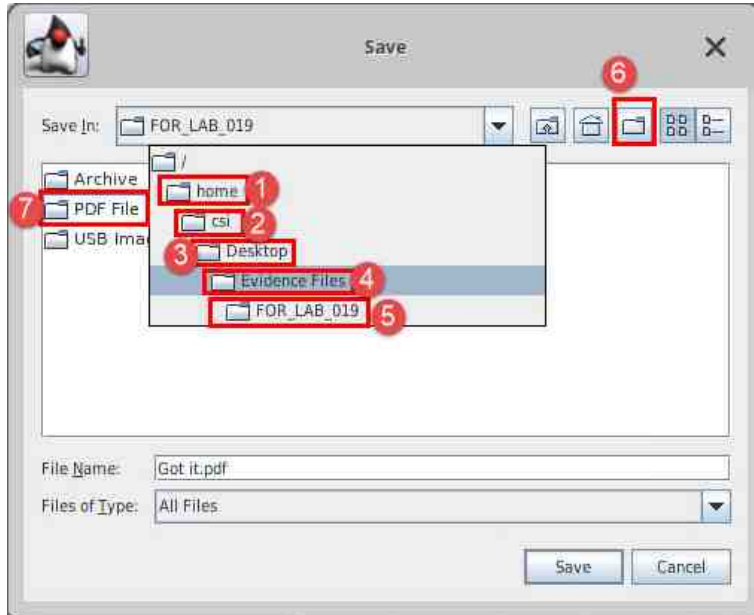 Save
6
Save In: FOR_LAB_019
/
Archive
home 1
7 PDF File
csi 2
USB Ima
3 Desktop
Evidence Files 4
FOR_LAB_019 5
File Name: Got it.pdf
Files of Type: All Files
Save Cancel